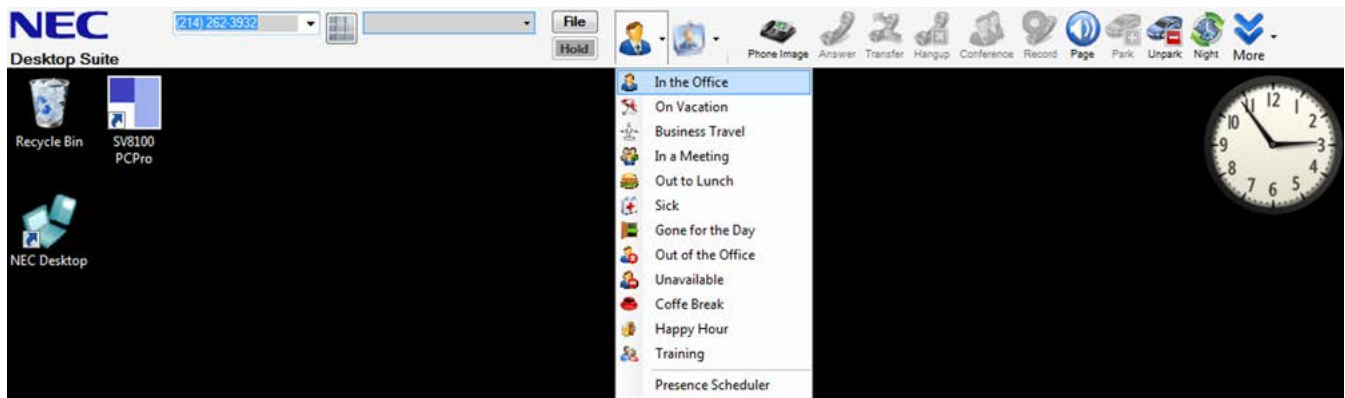 NEC
Desktop Suite
(214) 262-3932
File
Hold
Phone Image
Answer
Transfer
Hangup
Conference
Record
Page
Park
Unpark
Night
More
Recycle Bin
SV8100
PCPro
NEC Desktop
In the Office
On Vacation
Business Travel
In a Meeting
Out to Lunch
Sick
Gone for the Day
Out of the Office
Unavailable
Coffe Break
Happy Hour
Training
Presence Scheduler
11 12 1
10 2
9 3
8 4
7 6 5